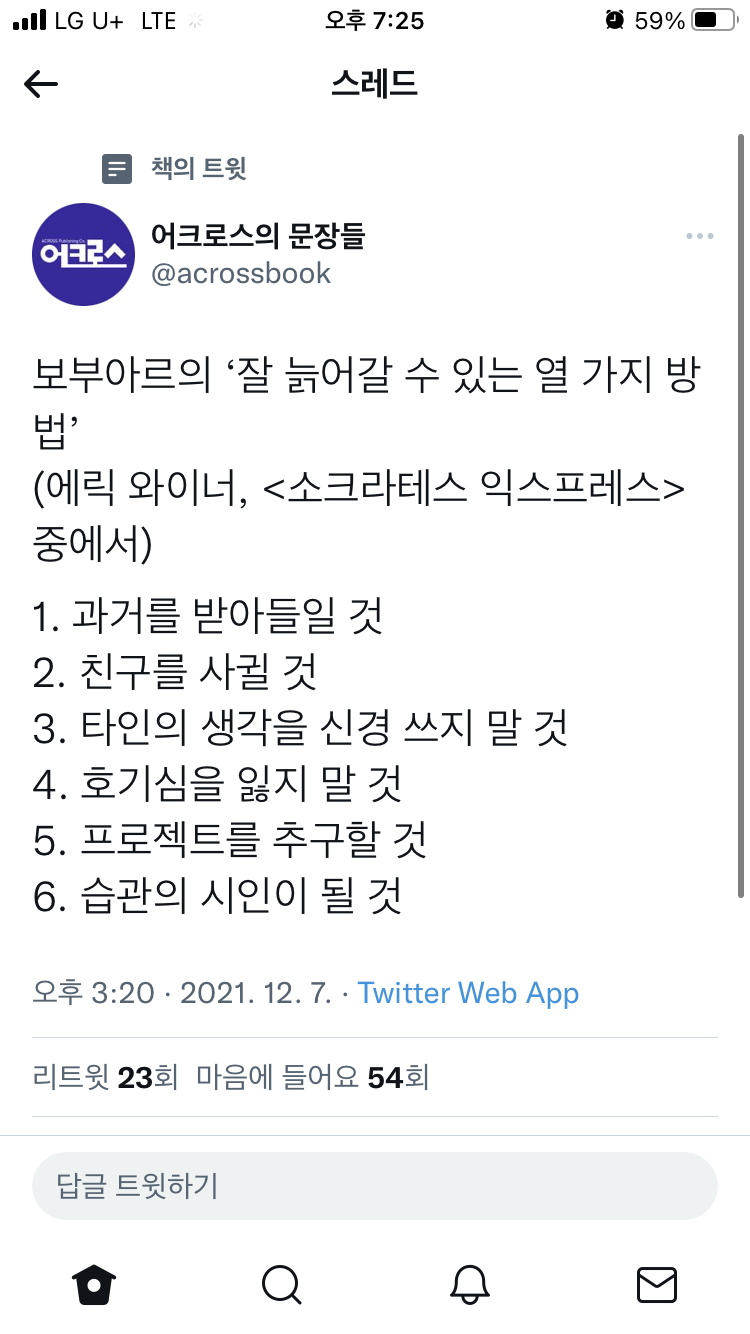 LG U+ LTE 오후 7:25 59%
스레드
책의 트윗
ACROSS Publishing Co.
어크로스
어크로스의 문장들
@acrossbook
보부아르의 ‘잘 늙어갈 수 있는 열 가지 방
법’
(에릭 와이너, <소크라테스 익스프레스>
중에서)
1. 과거를 받아들일 것
2. 친구를 사귈 것
3. 타인의 생각을 신경 쓰지 말 것
4. 호기심을 잃지 말 것
5. 프로젝트를 추구할 것
6. 습관의 시인이 될 것
오후 3:20 · 2021. 12. 7. · Twitter Web App
리트윗 23회 마음에 들어요 54회
답글 트윗하기